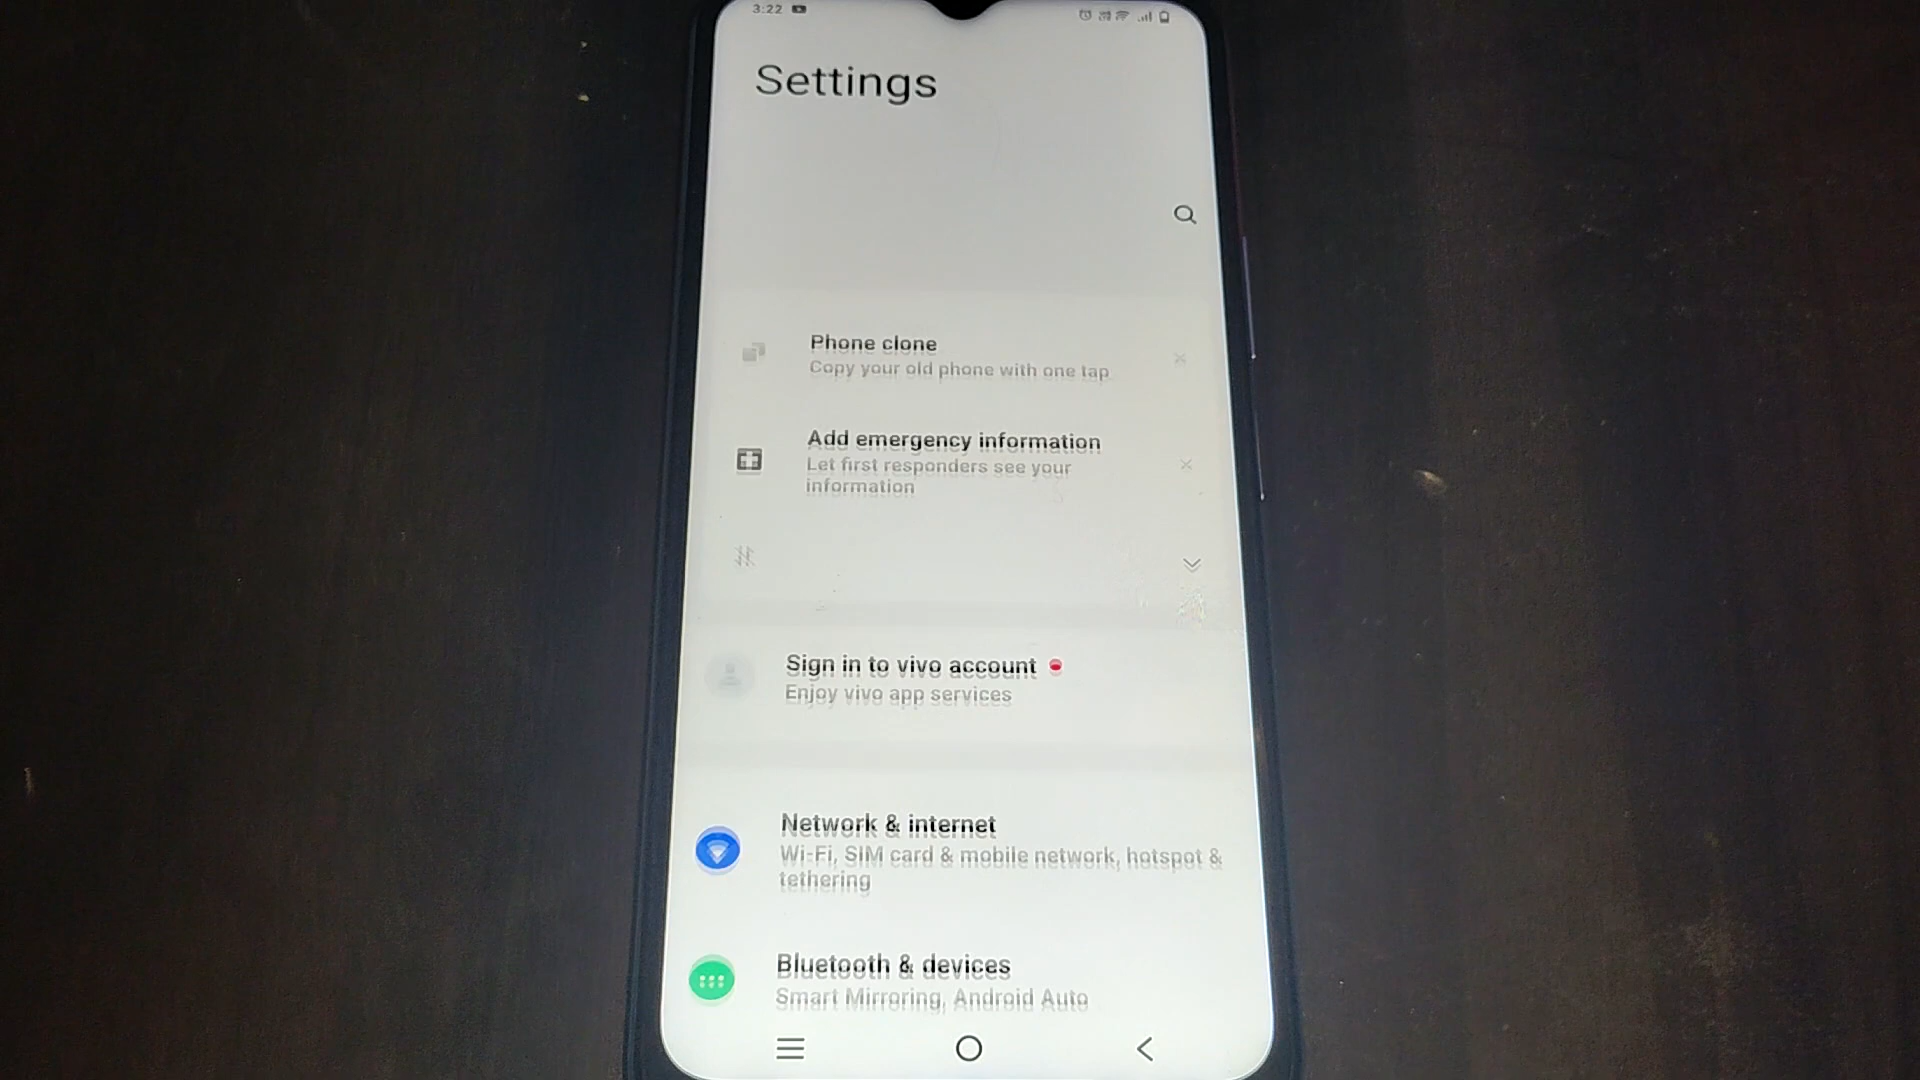 3:22
Settings
Phone clone
Copy your old phone with one tap
Add emergency information
Let first responders see your
information
Sign in to vivo account
Enjoy vivo app services
Network & internet
Wi-Fi, SIM card & mobile network, hotspot &
tethering
Bluetooth & devices
Smart Mirroring, Android Auto